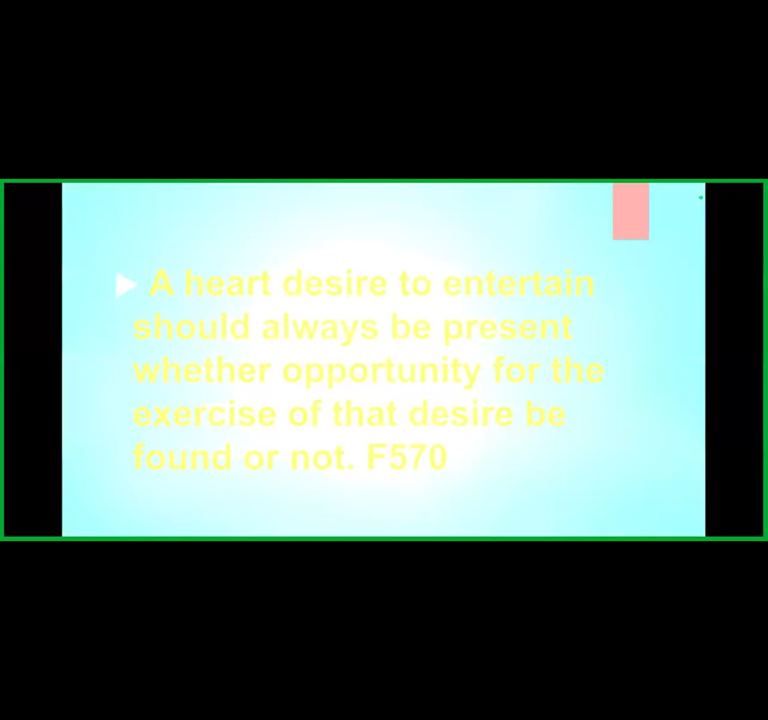 A heart desire to entertain
should always be present
whether opportunity for the
exercise of that desire be
found or not. F570